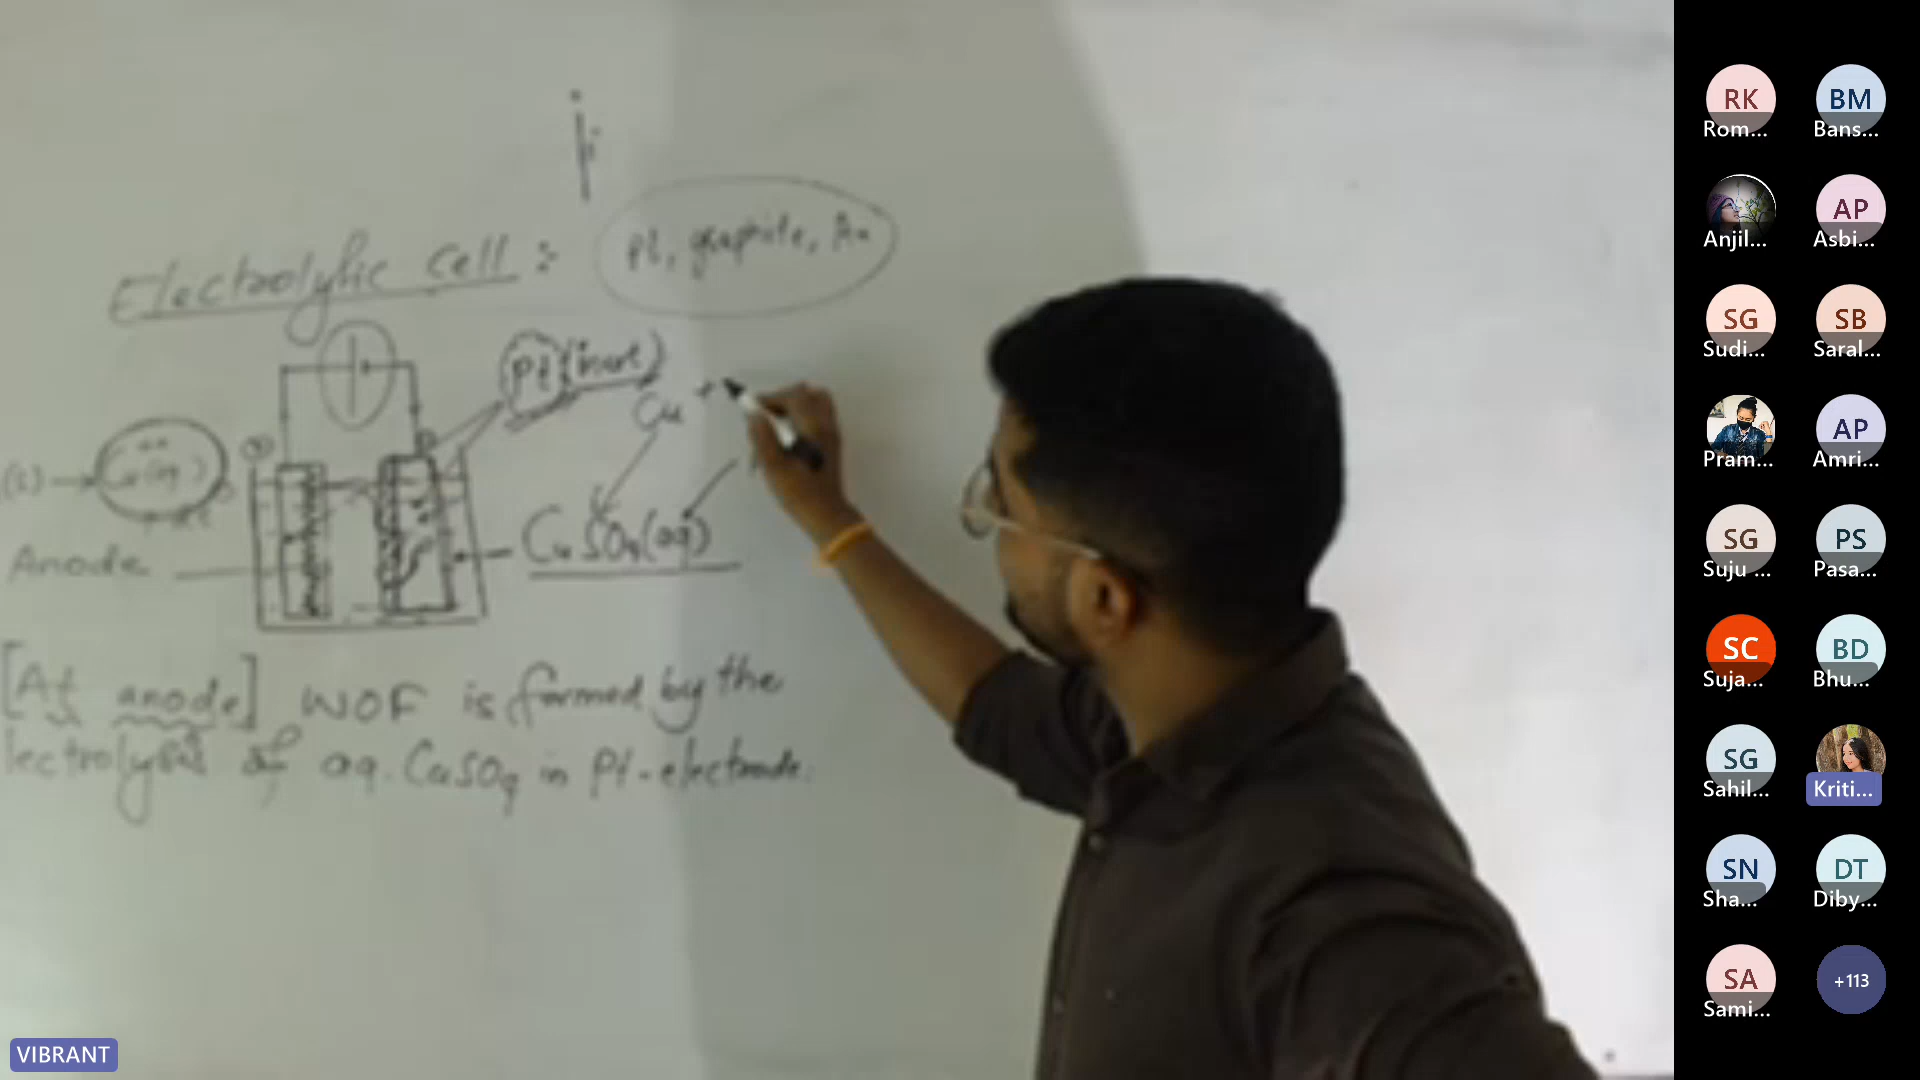 Electrolytic Cell :
Pt, graphite, Au
Pt (inert)
Cu
Anode
CuSO4(aq)
[At anode] WOF is formed by the
lectrolysis of aq. CuSO4 in Pt-electrode.
VIBRANT
RK
Rom...
BM
Bans...
Anjil...
AP
Asbi...
SG
Sudi...
SB
Saral...
Pram...
AP
Amri...
SG
Suju ...
PS
Pasa...
SC
Suja...
BD
Bhu...
SG
Sahil...
Kriti...
SN
Sha...
DT
Diby...
SA
Sami...
+113